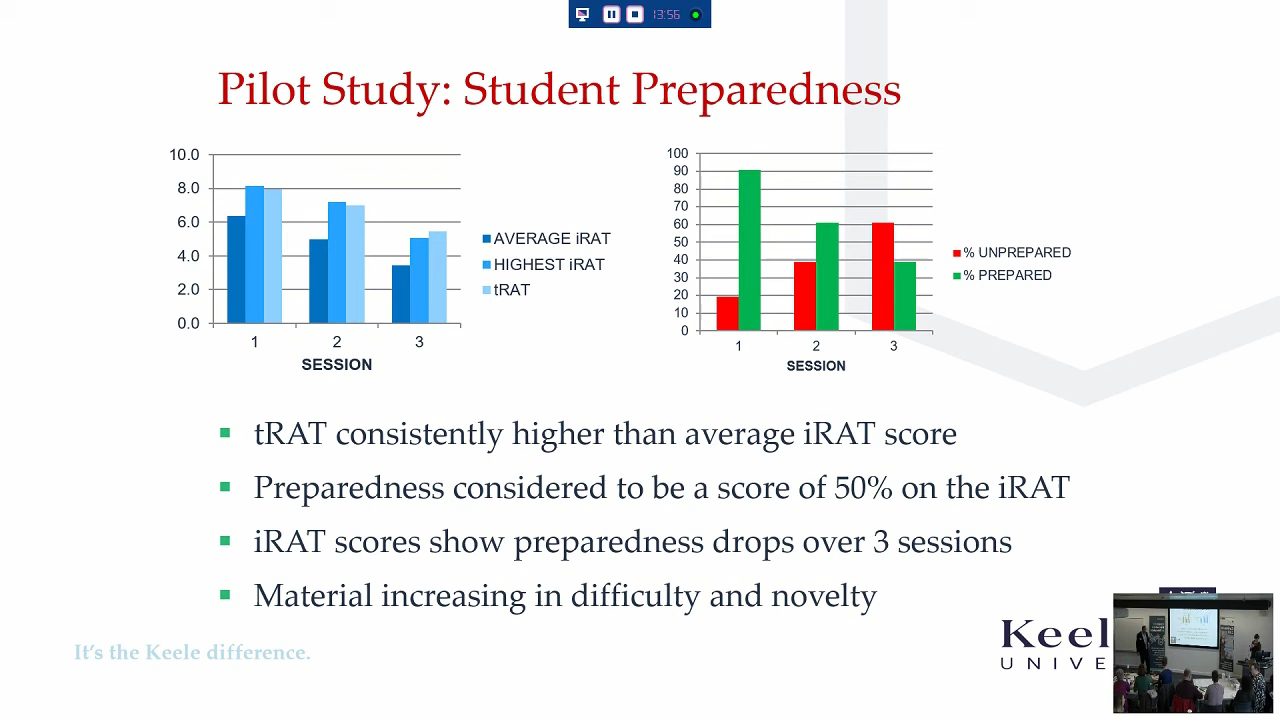 13:56
Pilot Study: Student Preparedness
10.0
8.0
6.0
4.0
2.0
0.0
1 2 3
SESSION
AVERAGE iRAT
HIGHEST iRAT
tRAT
100
90
80
70
60
50
40
30
20
10
0
1 2 3
SESSION
% UNPREPARED
% PREPARED
tRAT consistently higher than average iRAT score
Preparedness considered to be a score of 50% on the iRAT
iRAT scores show preparedness drops over 3 sessions
Material increasing in difficulty and novelty
It's the Keele difference.
Keel
UNIVE